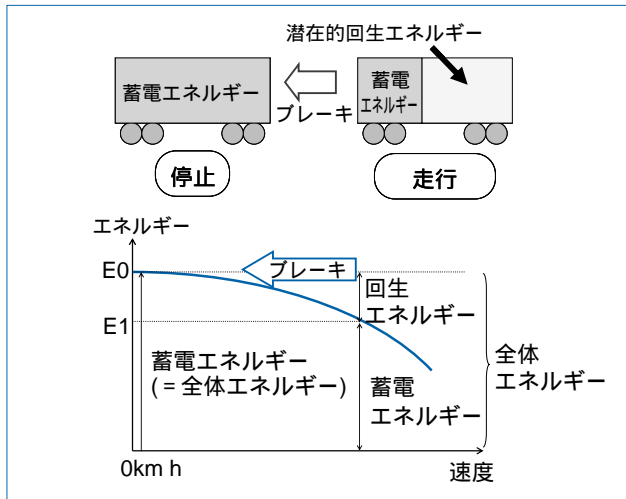 潜在的回生エネルギー
蓄電エネルギー
ブレーキ
蓄電
エネルギー
停止
走行
エネルギー
E0
ブレーキ
回生
エネルギー
E1
蓄電エネルギー
(=全体エネルギー)
蓄電
エネルギー
全体
エネルギー
0km h
速度